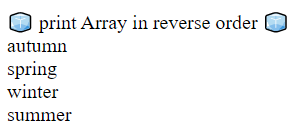 🧊 print Array in reverse order 🧊
autumn
spring
winter
summer